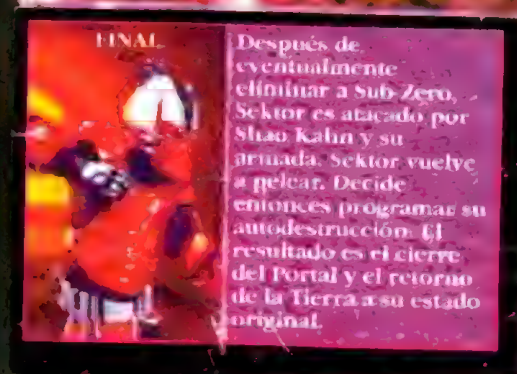 FINAL
Después de
eventualmente
eliminar a Sub-Zero,
Sektor es atacado por
Shao Kahn y su
armada. Sektor vuelve
a pelear. Decide
entonces programar su
autodestrucción. El
resultado es el cierre
del Portal y el retorno
de la Tierra a su estado
original.